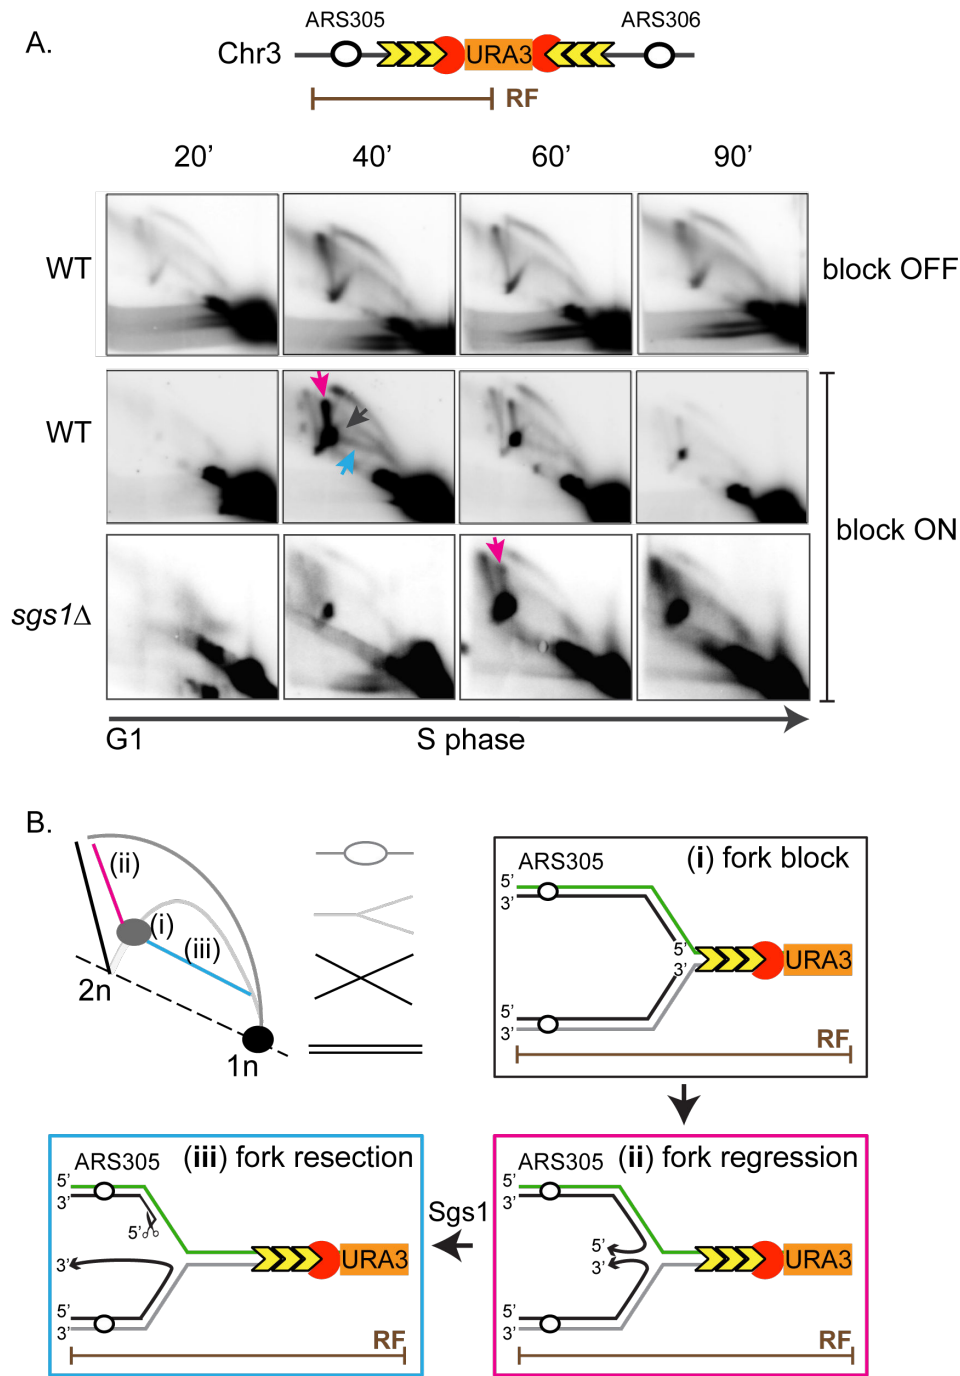 A.
ARS305
ARS306
Chr3
URA3
RF
20’
40’
60’
90’
WT
block OFF
WT
block ON
sgs1Δ
G1
S phase
B.
(ii)
(i)
(iii)
2n
1n
(i) fork block
ARS305
5’
3’
5’
3’
URA3
5’
3’
RF
(iii) fork resection
ARS305
5’
3’
5’
3’
URA3
5’
3’
RF
Sgs1
(ii) fork regression
ARS305
5’
3’
5’
3’
URA3
5’
3’
RF